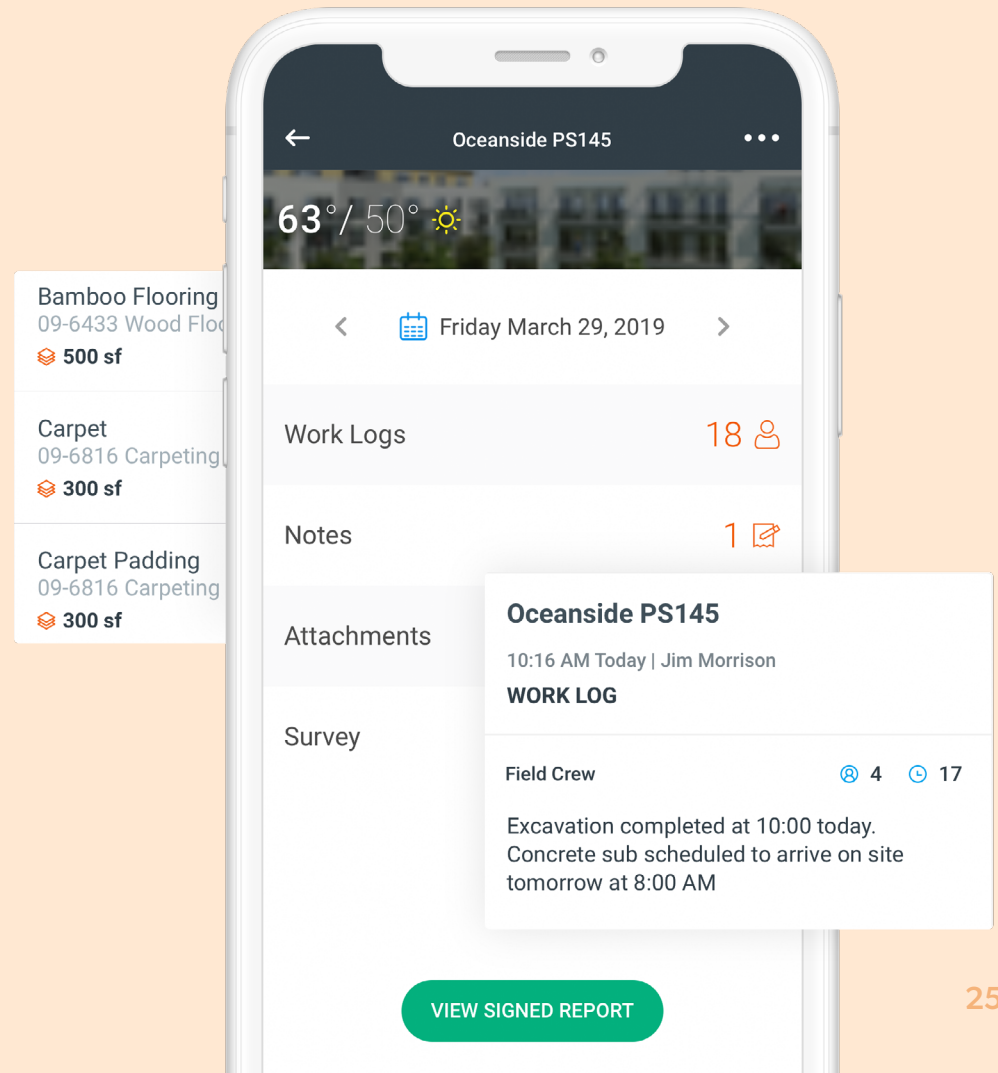 Oceanside PS145
63°/ 50°
Friday March 29, 2019
Bamboo Flooring
09-6433 Wood
500 sf
Carpet
09-6816 Carpeting
300 sf
Carpet Padding
09-6816 Carpeting
300 sf
Work Logs
18
Notes
1
Attachments
Survey
Oceanside PS145
10:16 AM Today | Jim Morrison
WORK LOG
Field Crew
4
17
Excavation completed at 10:00 today.
Concrete sub scheduled to arrive on site
tomorrow at 8:00 AM
VIEW SIGNED REPORT
25